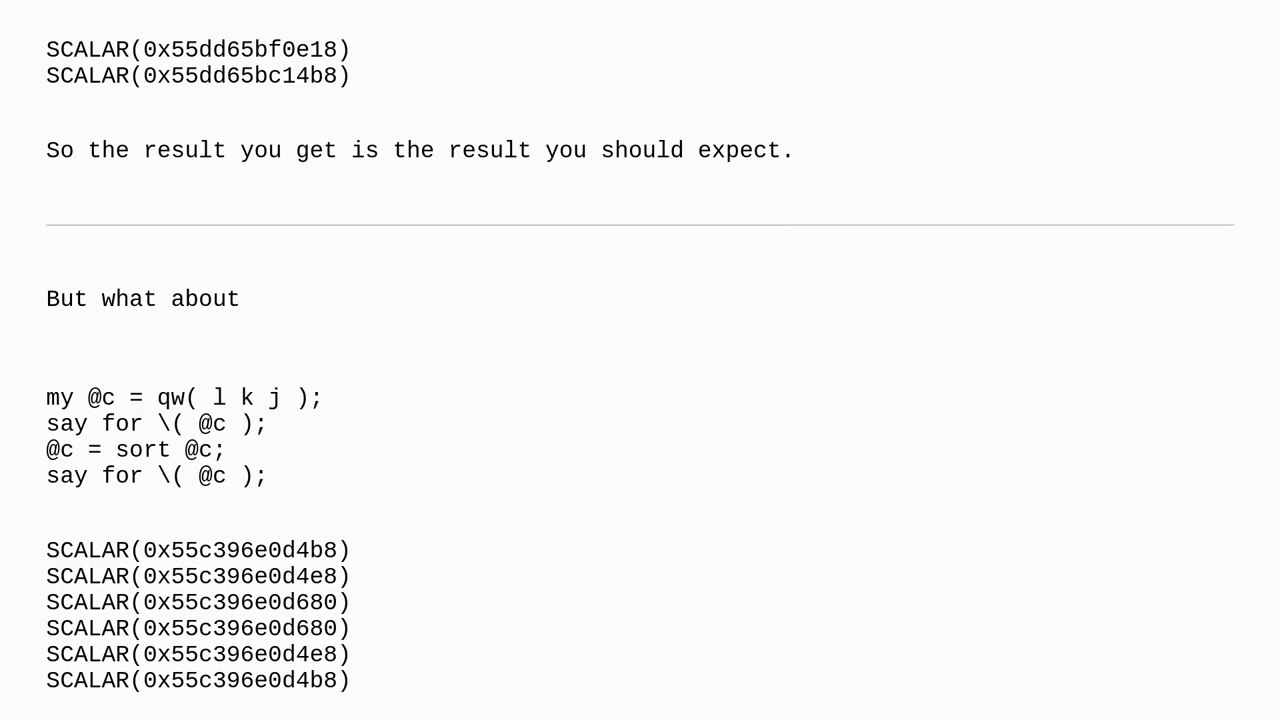 SCALAR(0x55dd65bf0e18)
SCALAR(0x55dd65bc14b8)
So the result you get is the result you should expect.
But what about
my @c = qw( l k j );
say for \( @c );
@c = sort @c;
say for \( @c );
SCALAR(0x55c396e0d4b8)
SCALAR(0x55c396e0d4e8)
SCALAR(0x55c396e0d680)
SCALAR(0x55c396e0d680)
SCALAR(0x55c396e0d4e8)
SCALAR(0x55c396e0d4b8)